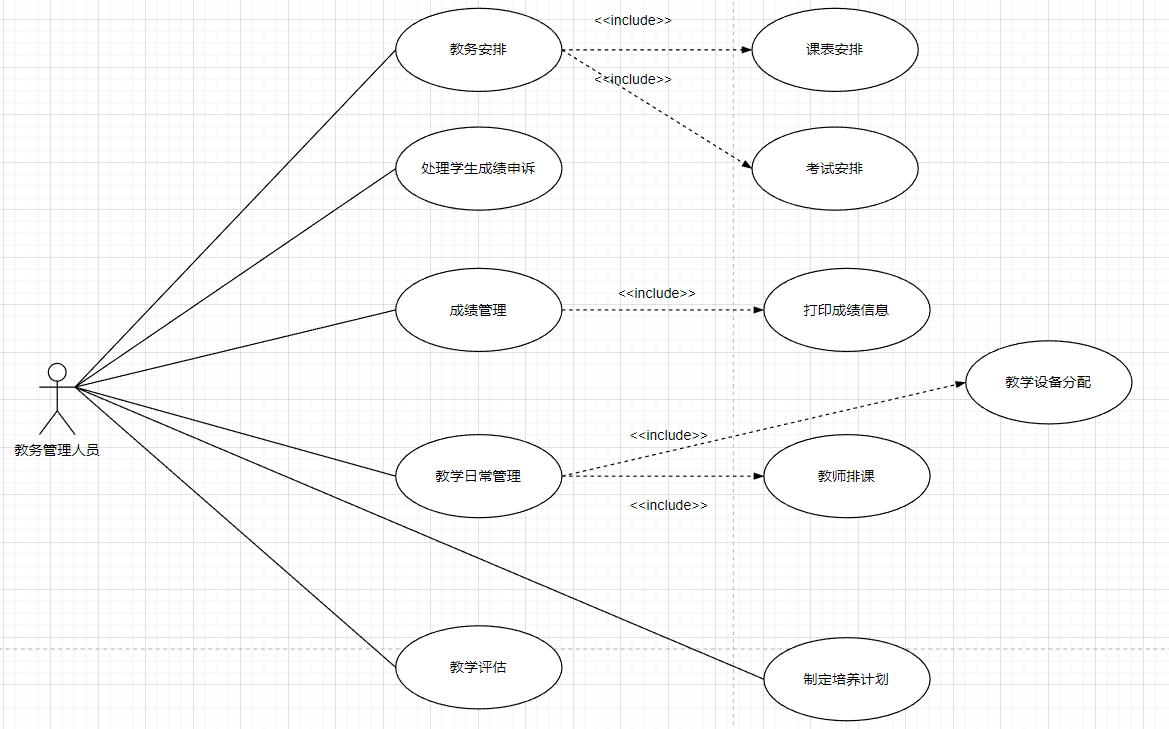 <<include>>
教务安排
课表安排
<<include>>
处理学生成绩申诉
考试安排
<<include>>
成绩管理
打印成绩信息
教学设备分配
<<include>>
教务管理人员
教学日常管理
教师排课
<<include>>
教学评估
制定培养计划